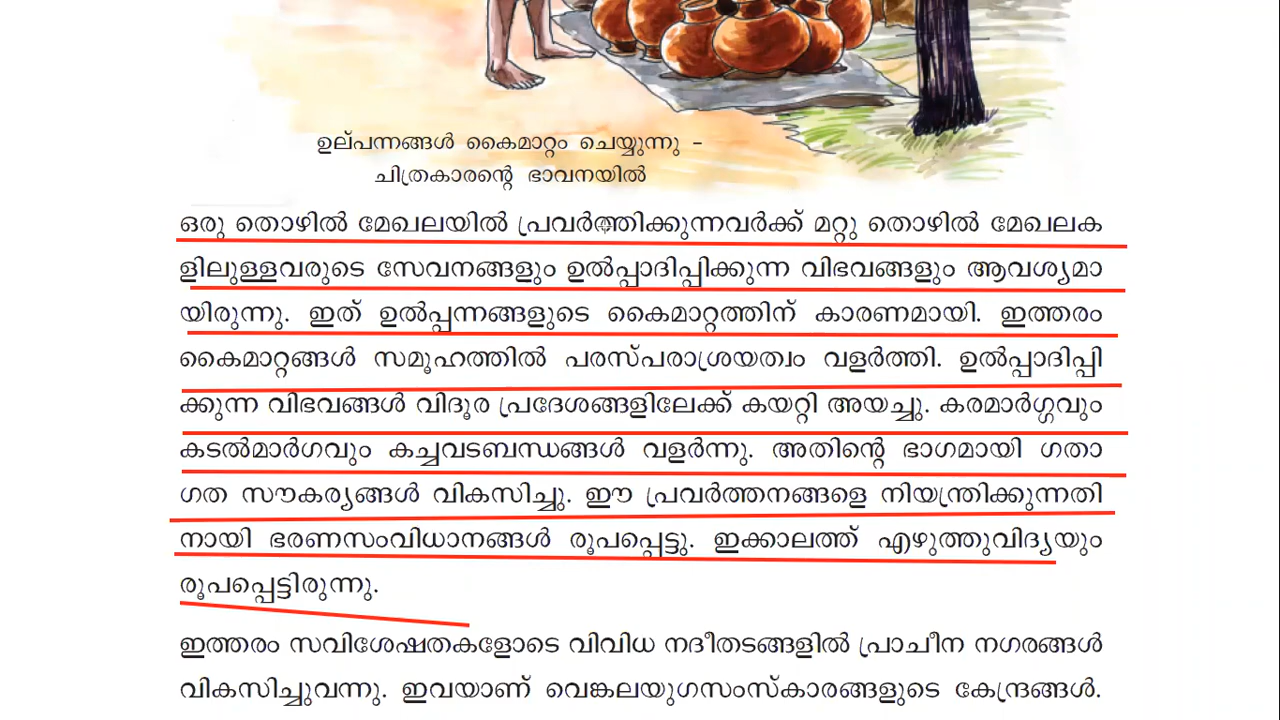 ഉല്പന്നങ്ങൾ കൈമാറ്റം ചെയ്യുന്നു –
ചിത്രകാരന്റെ ഭാവനയിൽ
ഒരു തൊഴിൽ മേഖലയിൽ പ്രവർത്തിക്കുന്നവർക്ക് മറ്റു തൊഴിൽ മേഖലക
ളിലുള്ളവരുടെ സേവനങ്ങളും ഉൽപ്പാദിപ്പിക്കുന്ന വിഭവങ്ങളും ആവശ്യമാ
യിരുന്നു. ഇത് ഉൽപ്പന്നങ്ങളുടെ കൈമാറ്റത്തിന് കാരണമായി. ഇത്തരം
കൈമാറ്റങ്ങൾ സമൂഹത്തിൽ പരസ്പരാശ്രയത്വം വളർത്തി. ഉൽപ്പാദിപ്പി
ക്കുന്ന വിഭവങ്ങൾ വിദൂര പ്രദേശങ്ങളിലേക്ക് കയറ്റി അയച്ചു. കരമാർഗ്ഗവും
കടൽമാർഗവും കച്ചവടബന്ധങ്ങൾ വളർന്നു. അതിന്റെ ഭാഗമായി ഗതാ
ഗത സൗകര്യങ്ങൾ വികസിച്ചു. ഈ പ്രവർത്തനങ്ങളെ നിയന്ത്രിക്കുന്നതി
നായി ഭരണസംവിധാനങ്ങൾ രൂപപ്പെട്ടു. ഇക്കാലത്ത് എഴുത്തുവിദ്യയും
രൂപപ്പെട്ടിരുന്നു.
ഇത്തരം സവിശേഷതകളോടെ വിവിധ നദീതടങ്ങളിൽ പ്രാചീന നഗരങ്ങൾ
വികസിച്ചുവന്നു. ഇവയാണ് വെങ്കലയുഗസംസ്കാരങ്ങളുടെ കേന്ദ്രങ്ങൾ.